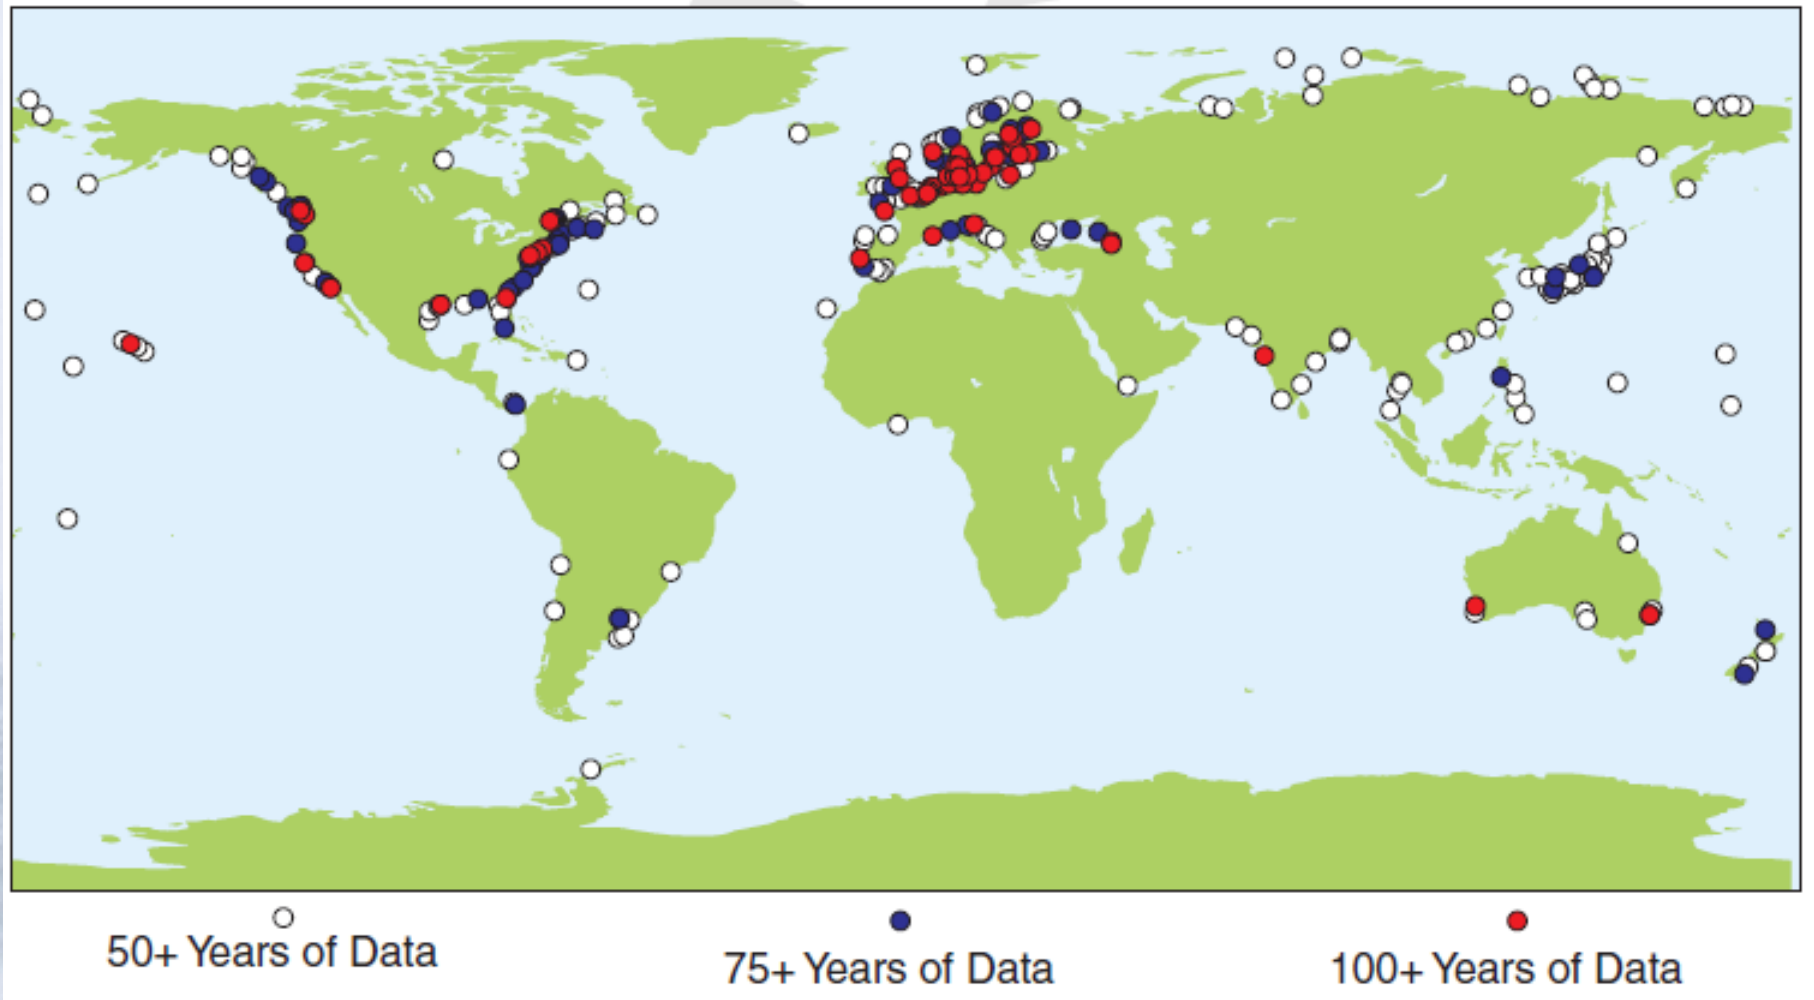 50+ Years of Data
75+ Years of Data
100+ Years of Data